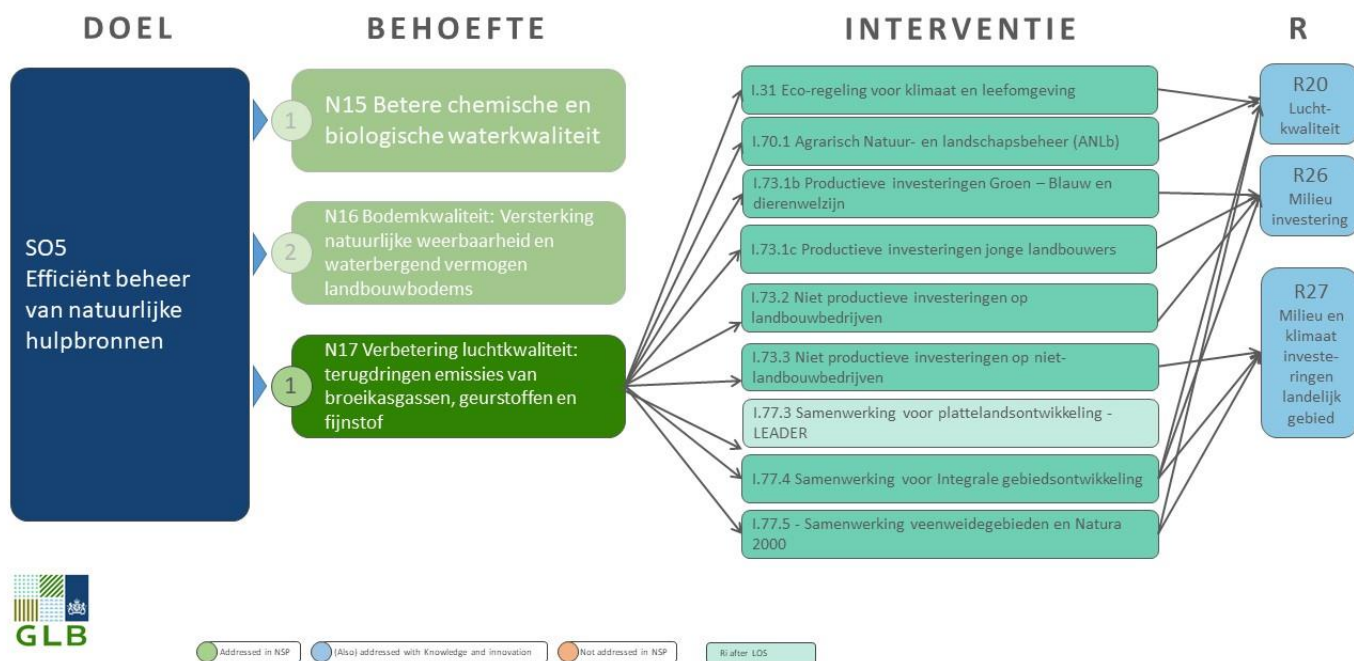 DOEL
BEHOEFTE
INTERVENTIE
R
SO5
Efficiënt beheer
van natuurlijke
hulpbronnen
1
N15 Betere chemische en
biologische waterkwaliteit
2
N16 Bodemkwaliteit: Versterking
natuurlijke weerbaarheid en
waterbergend vermogen
landbouwbodems
1
N17 Verbetering luchtkwaliteit:
terugdringen emissies van
broeikasgassen, geurstoffen en
fijnstof
I.31 Eco-regeling voor klimaat en leefomgeving
I.70.1 Agrarisch Natuur- en landschapsbeheer (ANLb)
I.73.1b Productieve investeringen Groen – Blauw en
dierenwelzijn
I.73.1c Productieve investeringen jonge landbouwers
I.73.2 Niet productieve investeringen op
landbouwbedrijven
I.73.3 Niet productieve investeringen op niet-
landbouwbedrijven
I.77.3 Samenwerking voor plattelandsontwikkeling -
LEADER
I.77.4 Samenwerking voor Integrale gebiedsontwikkeling
I.77.5 - Samenwerking veenweidegebieden en Natura
2000
R20
Lucht-
kwaliteit
R26
Milieu
investering
R27
Milieu en
klimaat
investe-
ringen
landelijk
gebied
GLB
Addressed in NSP
(Also) addressed with Knowledge and innovation
Not addressed in NSP
Ri after LOS